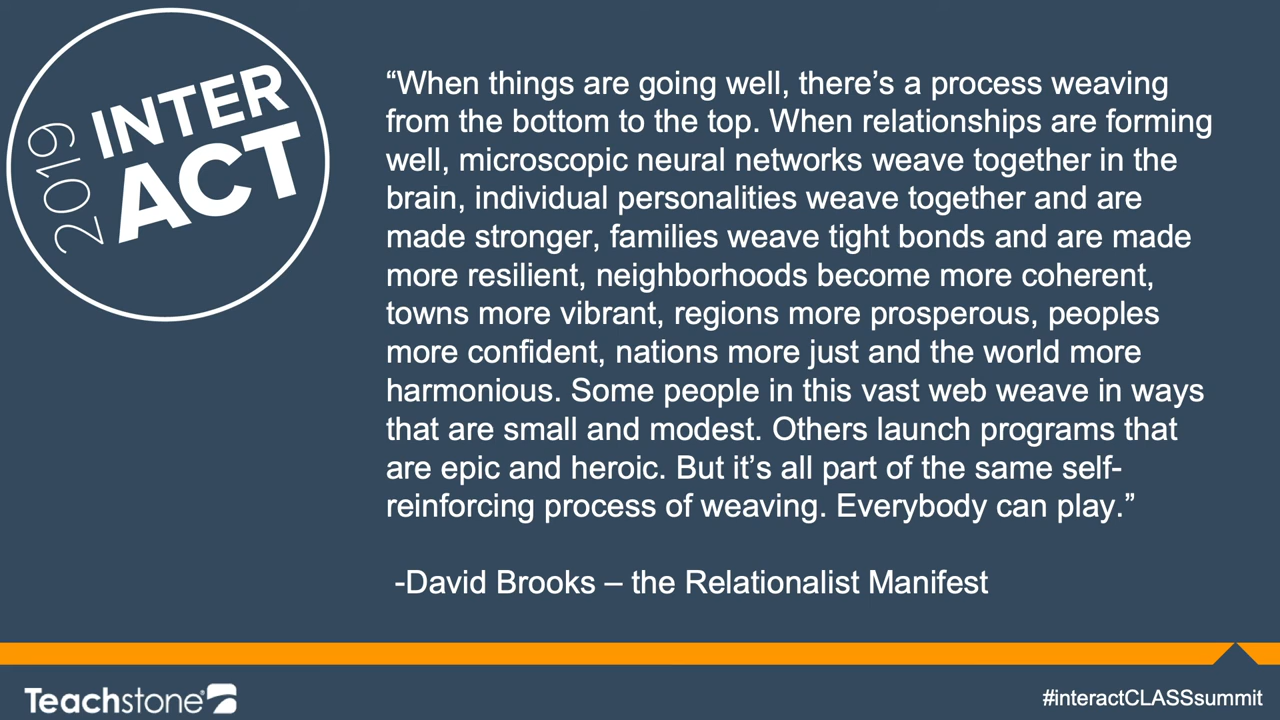 2019
INTER
ACT
“When things are going well, there’s a process weaving
from the bottom to the top. When relationships are forming
well, microscopic neural networks weave together in the
brain, individual personalities weave together and are
made stronger, families weave tight bonds and are made
more resilient, neighborhoods become more coherent,
towns more vibrant, regions more prosperous, peoples
more confident, nations more just and the world more
harmonious. Some people in this vast web weave in ways
that are small and modest. Others launch programs that
are epic and heroic. But it’s all part of the same self-
reinforcing process of weaving. Everybody can play.”
-David Brooks – the Relationalist Manifest
Teachstone®
#interactCLASSsummit